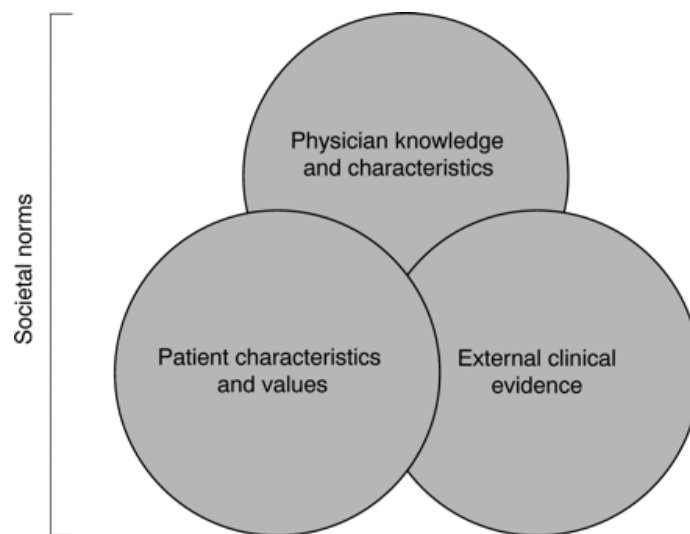 Physician knowledge
and characteristics
Societal norms
Patient characteristics
and values
External clinical
evidence